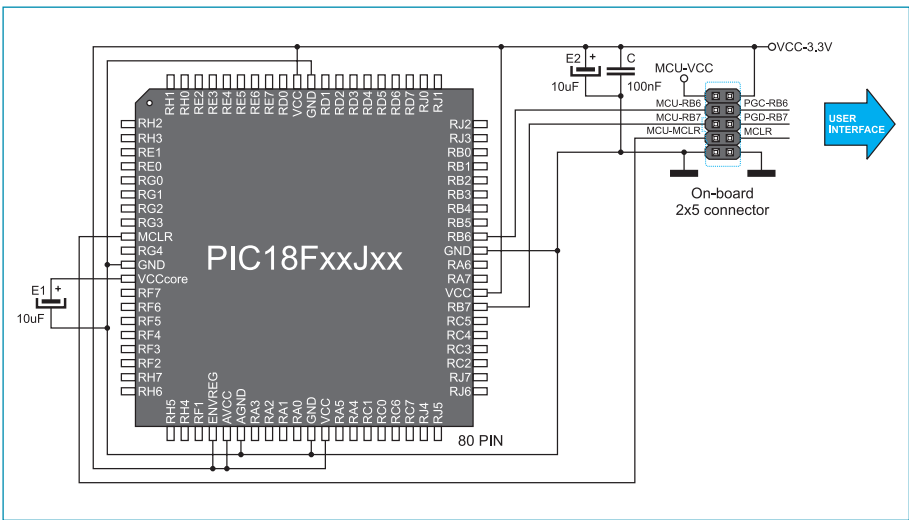 VCC-3.3V
E2 +
10uF
C
100nF
MCU-VCC
MCU-RB6
PGC-RB6
MCU-RB7
PGD-RB7
MCU-MCLR
MCLR
USER
INTERFACE
On-board
2x5 connector
RH1
RH0
RE2
RE3
RE4
RE5
RE6
RE7
RD0
VCC
GND
RD1
RD2
RD3
RD4
RD5
RD6
RD7
RJ0
RJ1
RH2
RH3
RE1
RE0
RG0
RG1
RG2
RG3
MCLR
RG4
GND
VCCcore
RF7
RF6
RF5
RF4
RF3
RF2
RH7
RH6
PIC18FxxJxx
RJ2
RJ3
RB0
RB1
RB2
RB3
RB4
RB5
RB6
GND
RA6
RA7
VCC
RB7
RC5
RC4
RC3
RC2
RJ7
RJ6
E1 +
10uF
RH5
RH4
RF1
ENVREG
AVCC
AGND
RA3
RA2
RA1
RA0
GND
VCC
RA5
RA4
RC1
RC0
RC6
RC7
RJ4
RJ5
80 PIN